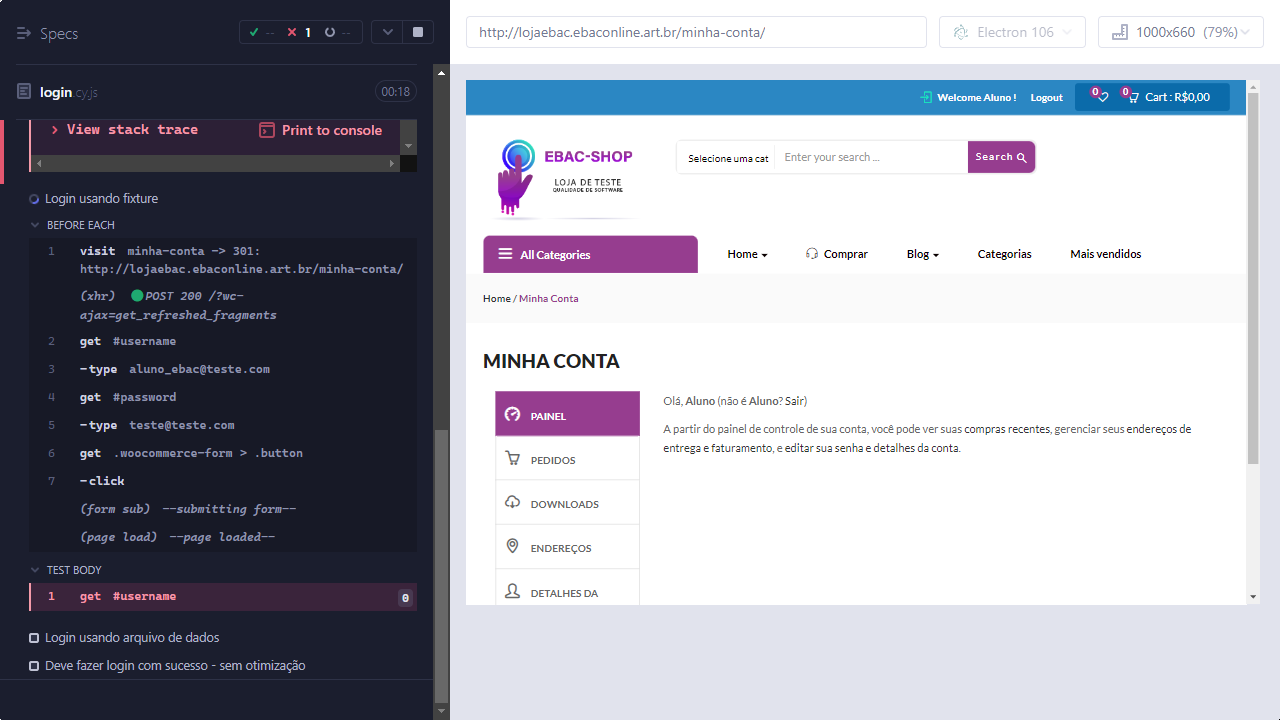 Specs
-- 1 --
login.cy.js
00:18
View stack trace
Print to console
Login usando fixture
BEFORE EACH
1 visit minha-conta -> 301:
http://lojaebac.ebaconline.art.br/minha-conta/
(xhr) POST 200 /?wc-
ajax=get_refreshed_fragments
2 get #username
3 -type aluno_ebac@teste.com
4 get #password
5 -type teste@teste.com
6 get .woocommerce-form > .button
7 -click
(form sub) --submitting form--
(page load) --page loaded--
TEST BODY
1 get #username 0
Login usando arquivo de dados
Deve fazer login com sucesso - sem otimização
http://lojaebac.ebaconline.art.br/minha-conta/
Electron 106
1000x660 (79%)
Welcome Aluno !
Logout
0
0
Cart : R$0,00
EBAC-SHOP
LOJA DE TESTE
QUALIDADE DE SOFTWARE
Selecione uma cat
Enter your search ...
Search
All Categories
Home
Comprar
Blog
Categorias
Mais vendidos
Home / Minha Conta
MINHA CONTA
PAINEL
PEDIDOS
DOWNLOADS
ENDEREÇOS
DETALHES DA
Olá, Aluno (não é Aluno? Sair)
A partir do painel de controle de sua conta, você pode ver suas compras recentes, gerenciar seus endereços de
entrega e faturamento, e editar sua senha e detalhes da conta.